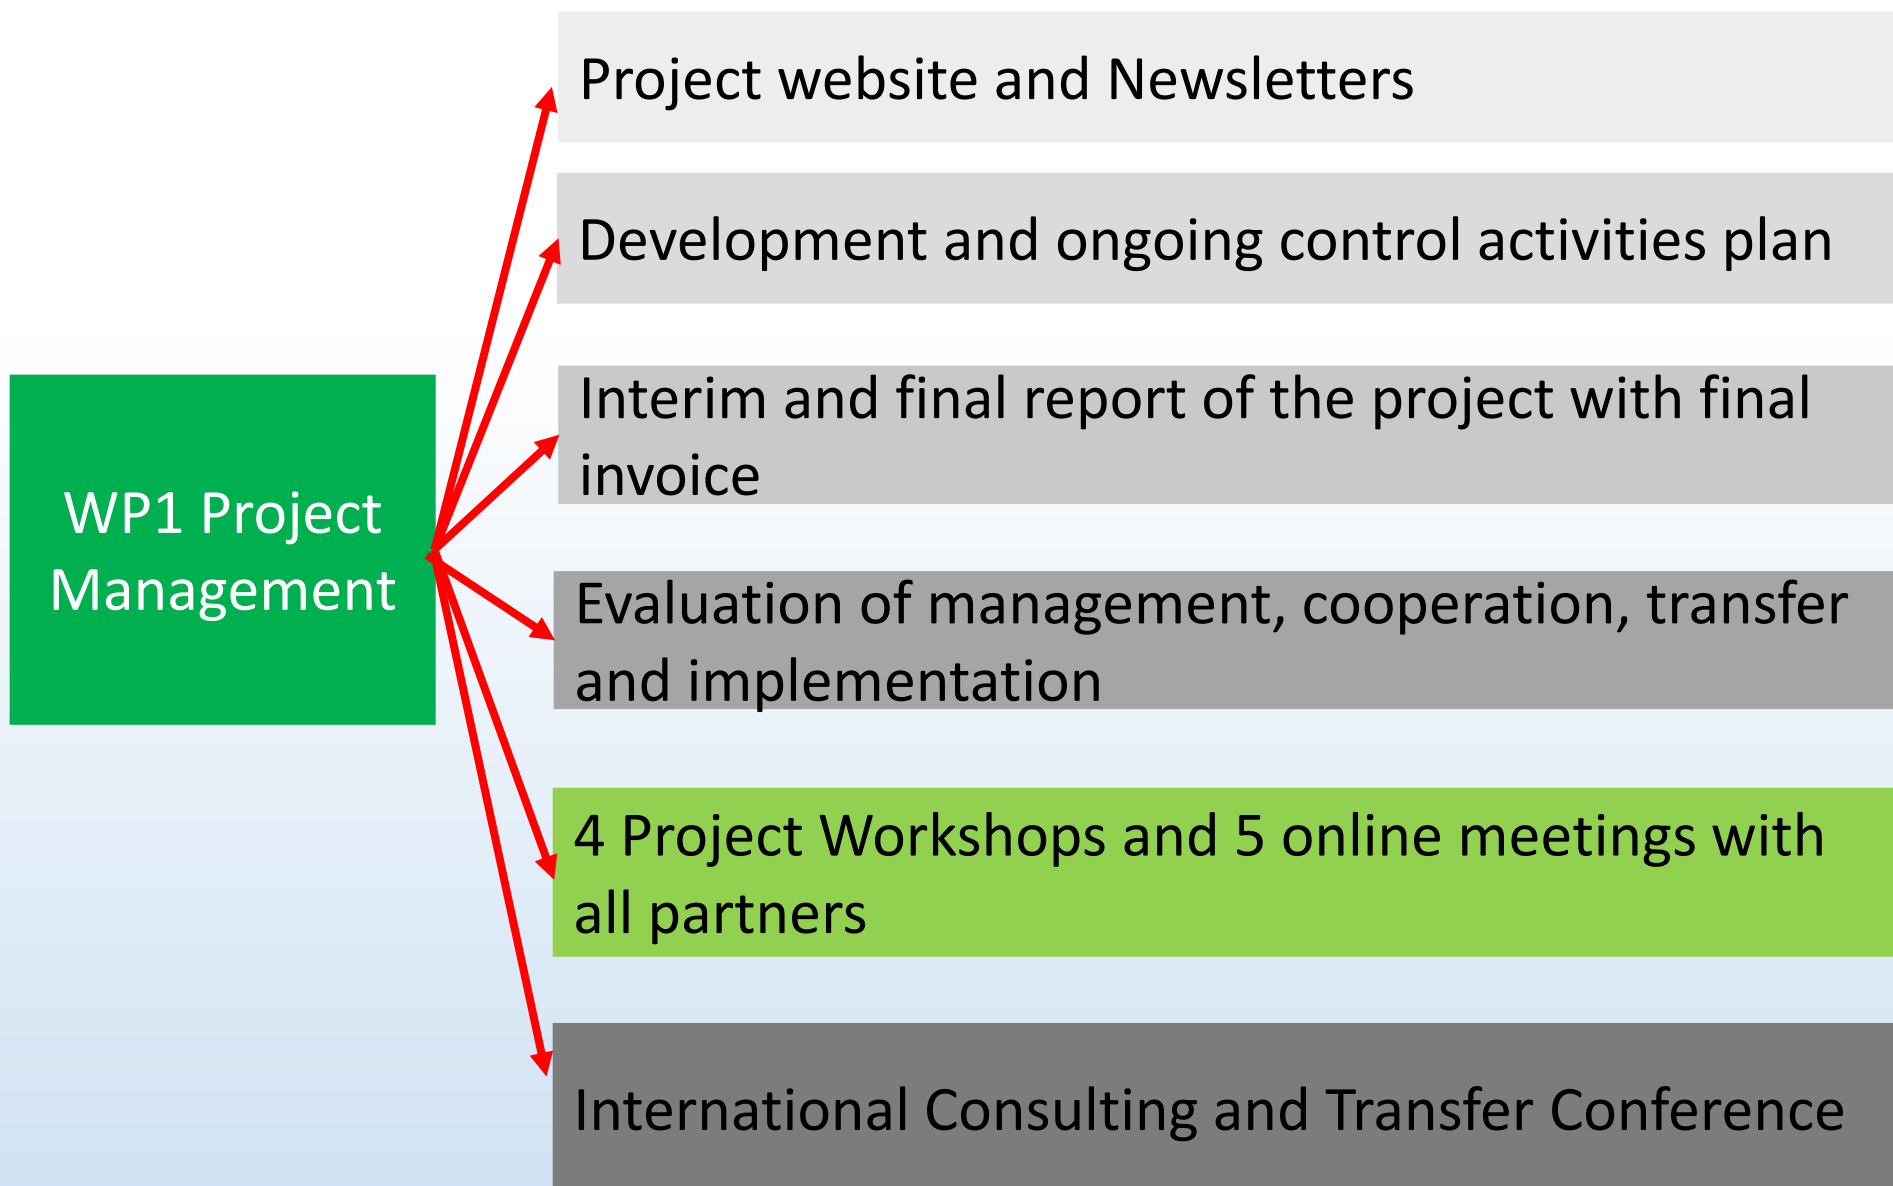 Project website and Newsletters
Development and ongoing control activities plan
Interim and final report of the project with final
invoice
WP1 Project
Management
Evaluation of management, cooperation, transfer
and implementation
4 Project Workshops and 5 online meetings with
all partners
International Consulting and Transfer Conference